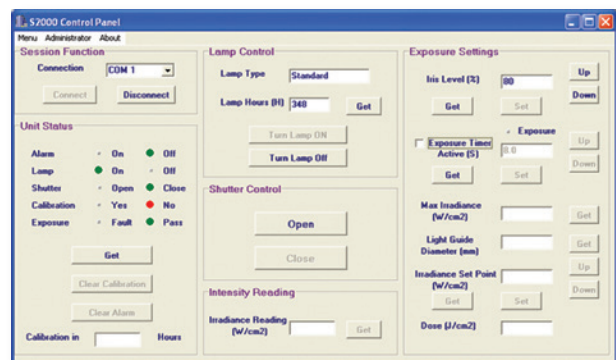 S2000 Control Panel
Menu Administrator About
Session Function
Connection COM 1
Connect Disconnect
Unit Status
Alarm On Off
Lamp On Off
Shutter Open Close
Calibration Yes No
Exposure Fault Pass
Get
Clear Calibration
Clear Alarm
Calibration in Hours
Lamp Control
Lamp Type Standard
Lamp Hours (H) 340 Get
Turn Lamp ON
Turn Lamp Off
Shutter Control
Open
Close
Intensity Reading
Irradiance Reading
(W/cm2) Get
Exposure Settings
Up
Iris Level (%) 80
Down
Get Set
Exposure
Exposure Timer
Active (S) 0.0
Up
Down
Get Set
Max Irradiance
(W/cm2) Get
Light Guide
Diameter (mm) Get
Up
Irradiance Set Point
(W/cm2)
Down
Get Set
Dose (J/cm2)